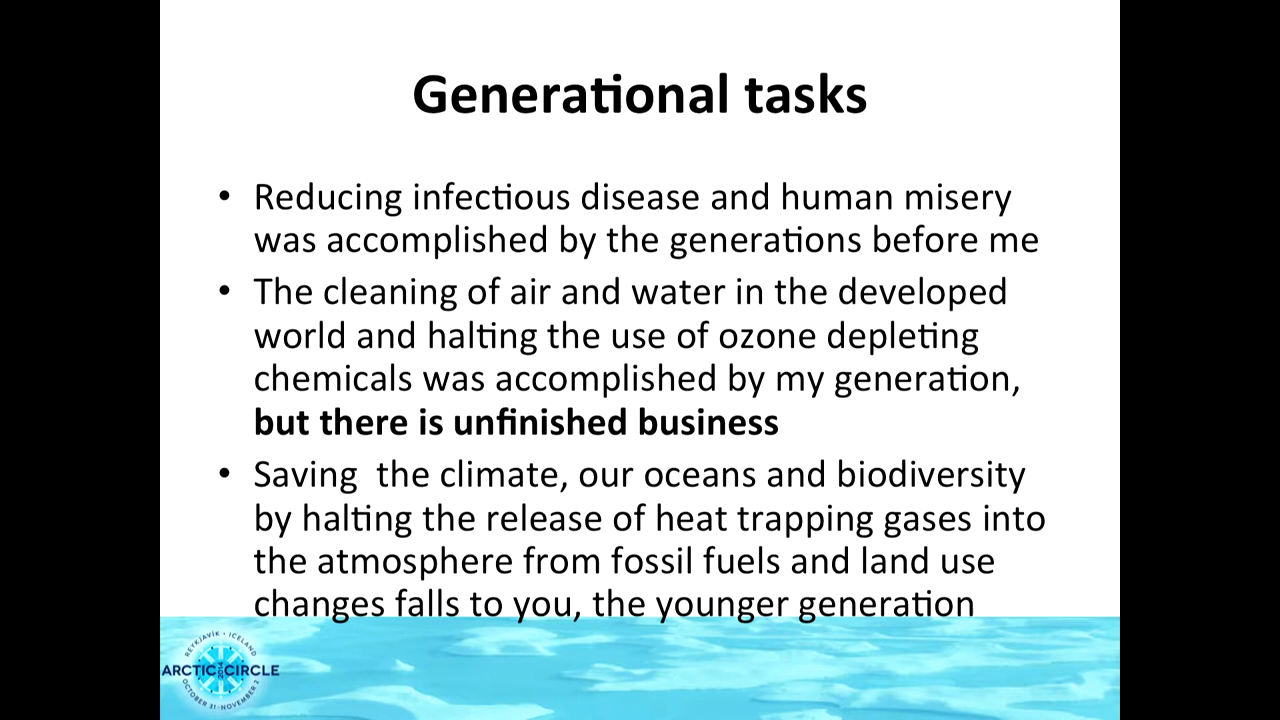 Generational tasks
• Reducing infectious disease and human misery
was accomplished by the generations before me
• The cleaning of air and water in the developed
world and halting the use of ozone depleting
chemicals was accomplished by my generation,
but there is unfinished business
• Saving  the climate, our oceans and biodiversity
by halting the release of heat trapping gases into
the atmosphere from fossil fuels and land use
changes falls to you, the younger generation
REYKJAVÍK • ICELAND
ARCTIC 2014 CIRCLE
OCTOBER 31-NOVEMBER 2